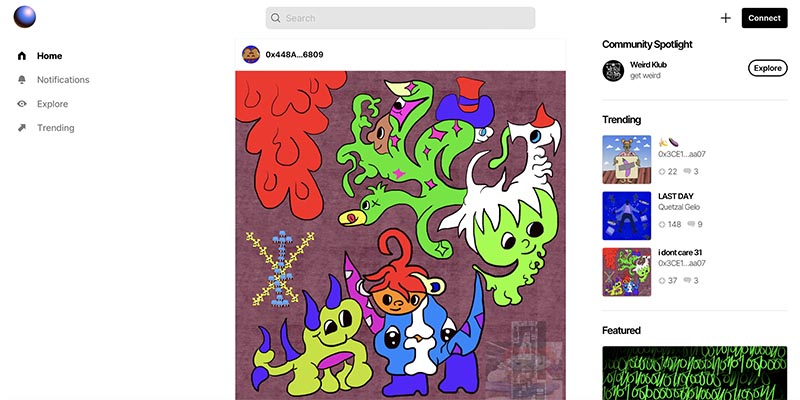 Search
Connect
Home
Notifications
Explore
Trending
0x448A...6809
Community Spotlight
Weird Klub
get weird
Explore
Trending
🍌 🍆
0x3CE1...aa07
22 3
LAST DAY
Quetzal Gelo
148 9
i dont care 31
0x3CE1...aa07
37 3
Featured